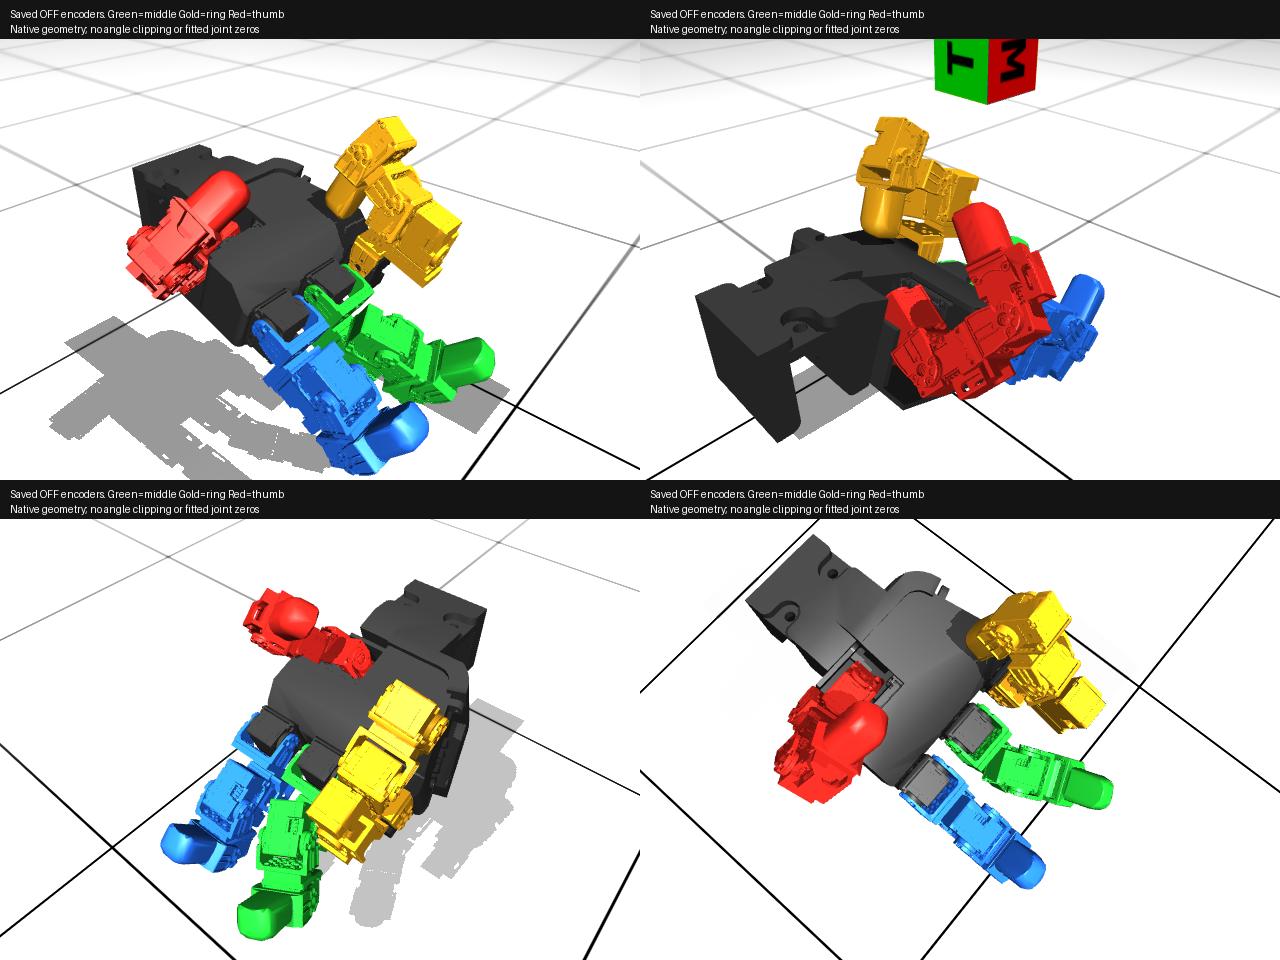 Saved OFF encoders. Green=middle Gold=ring Red=thumb
Native geometry; no angle clipping or fitted joint zeros
Saved OFF encoders. Green=middle Gold=ring Red=thumb
Native geometry; no angle clipping or fitted joint zeros
T
M
Saved OFF encoders. Green=middle Gold=ring Red=thumb
Native geometry; no angle clipping or fitted joint zeros
Saved OFF encoders. Green=middle Gold=ring Red=thumb
Native geometry; no angle clipping or fitted joint zeros